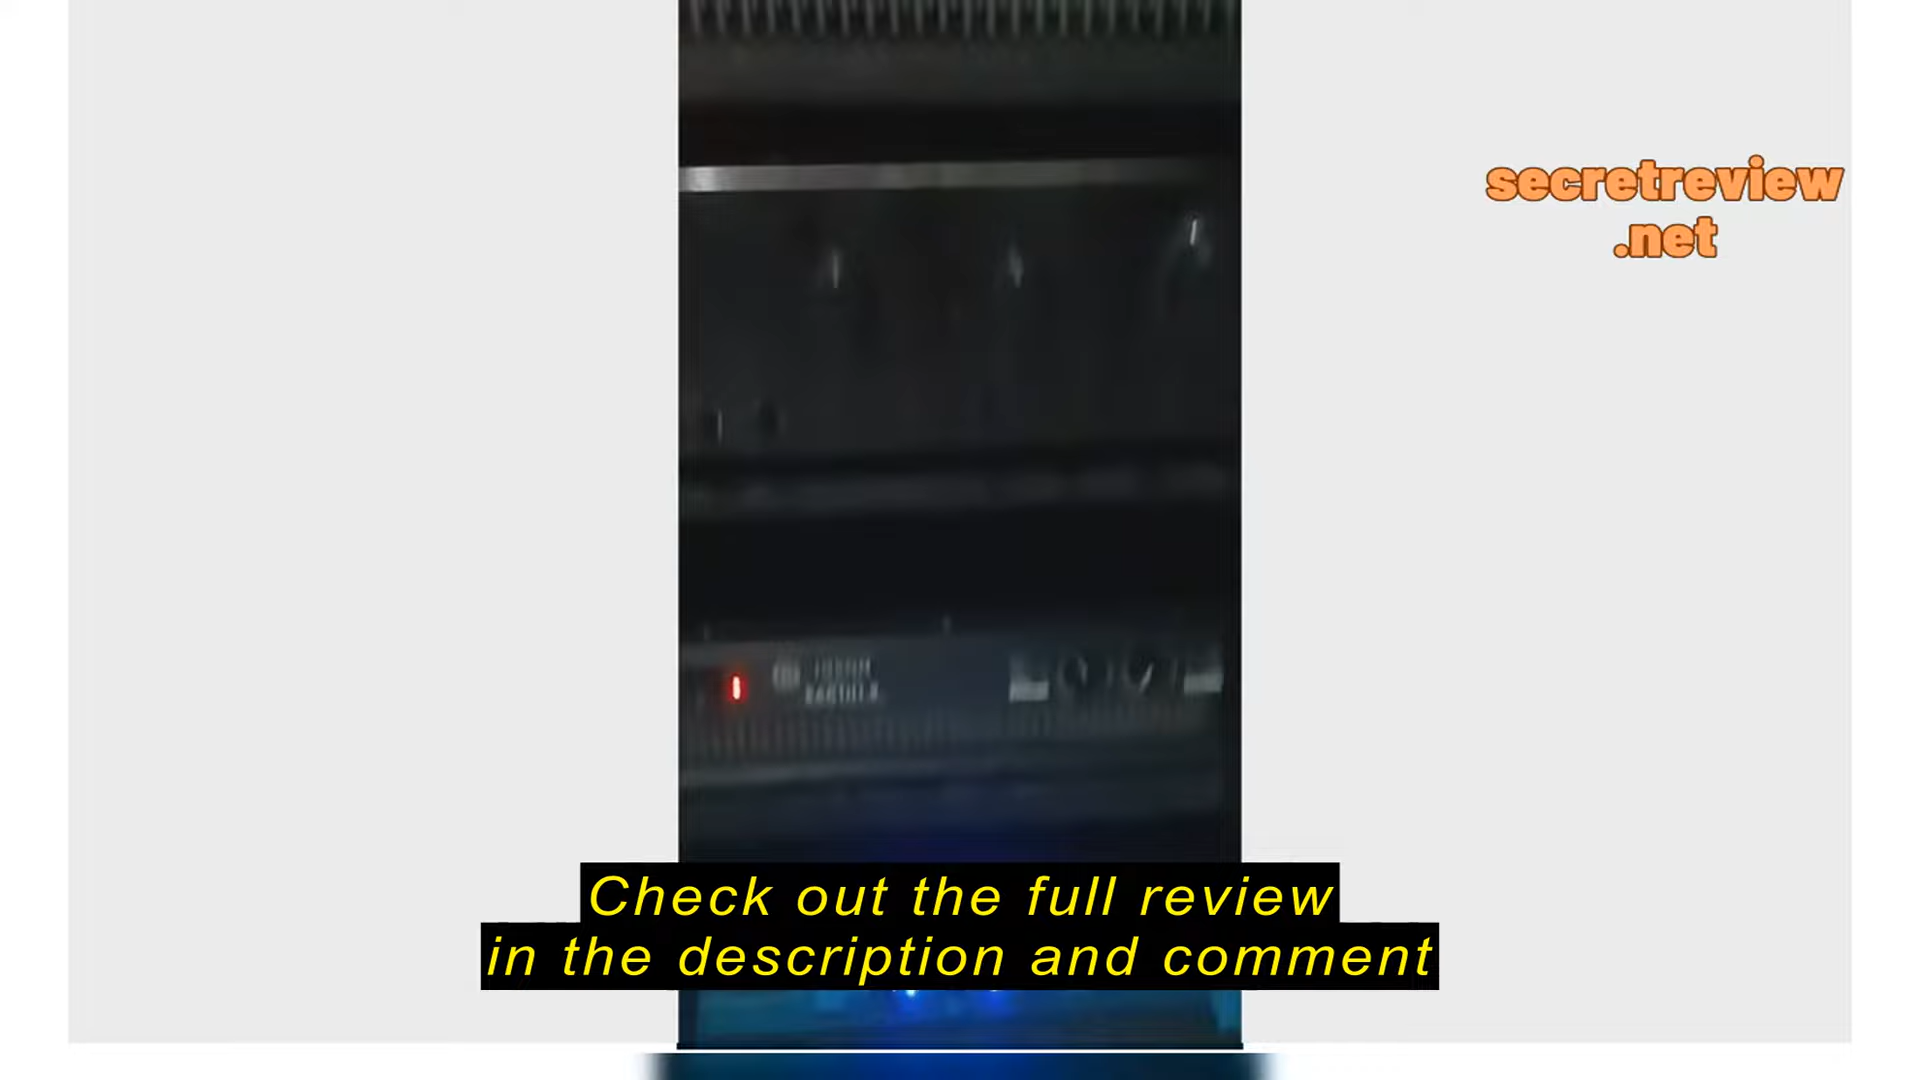 secretreview
.net
Check out the full review
in the description and comment